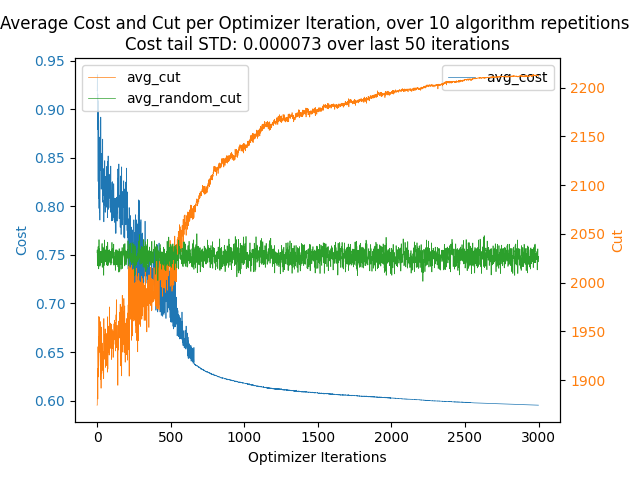 Average Cost and Cut per Optimizer Iteration, over 10 algorithm repetitions
Cost tail STD: 0.000073 over last 50 iterations
avg_cut
avg_random_cut
avg_cost
0.95
0.90
0.85
0.80
0.75
0.70
0.65
0.60
Cost
2200
2150
2100
2050
2000
1950
1900
Cut
0
500
1000
1500
2000
2500
3000
Optimizer Iterations